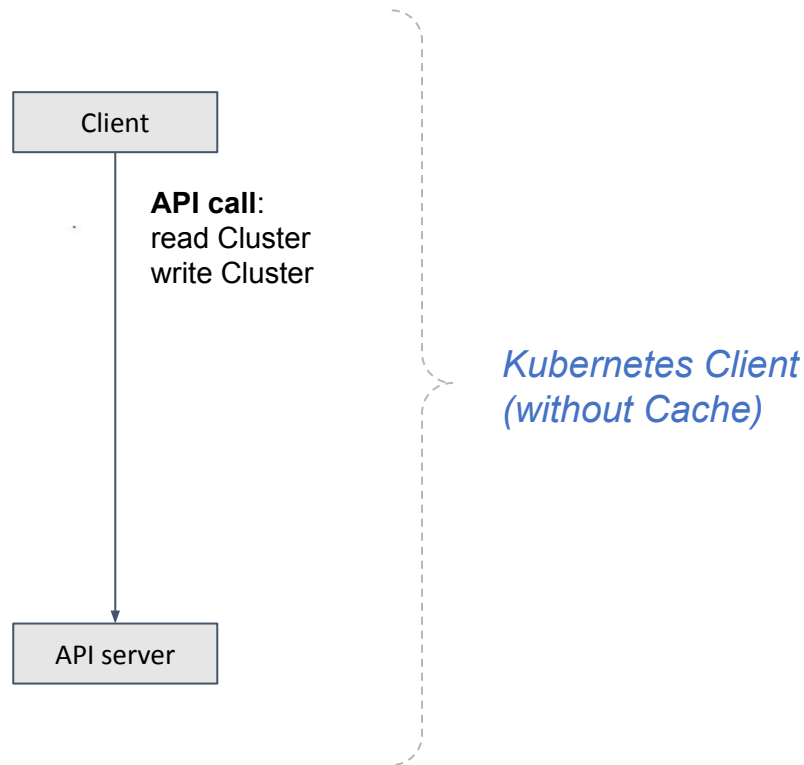 Client
API call:
read Cluster
write Cluster
Kubernetes Client
(without Cache)
API server